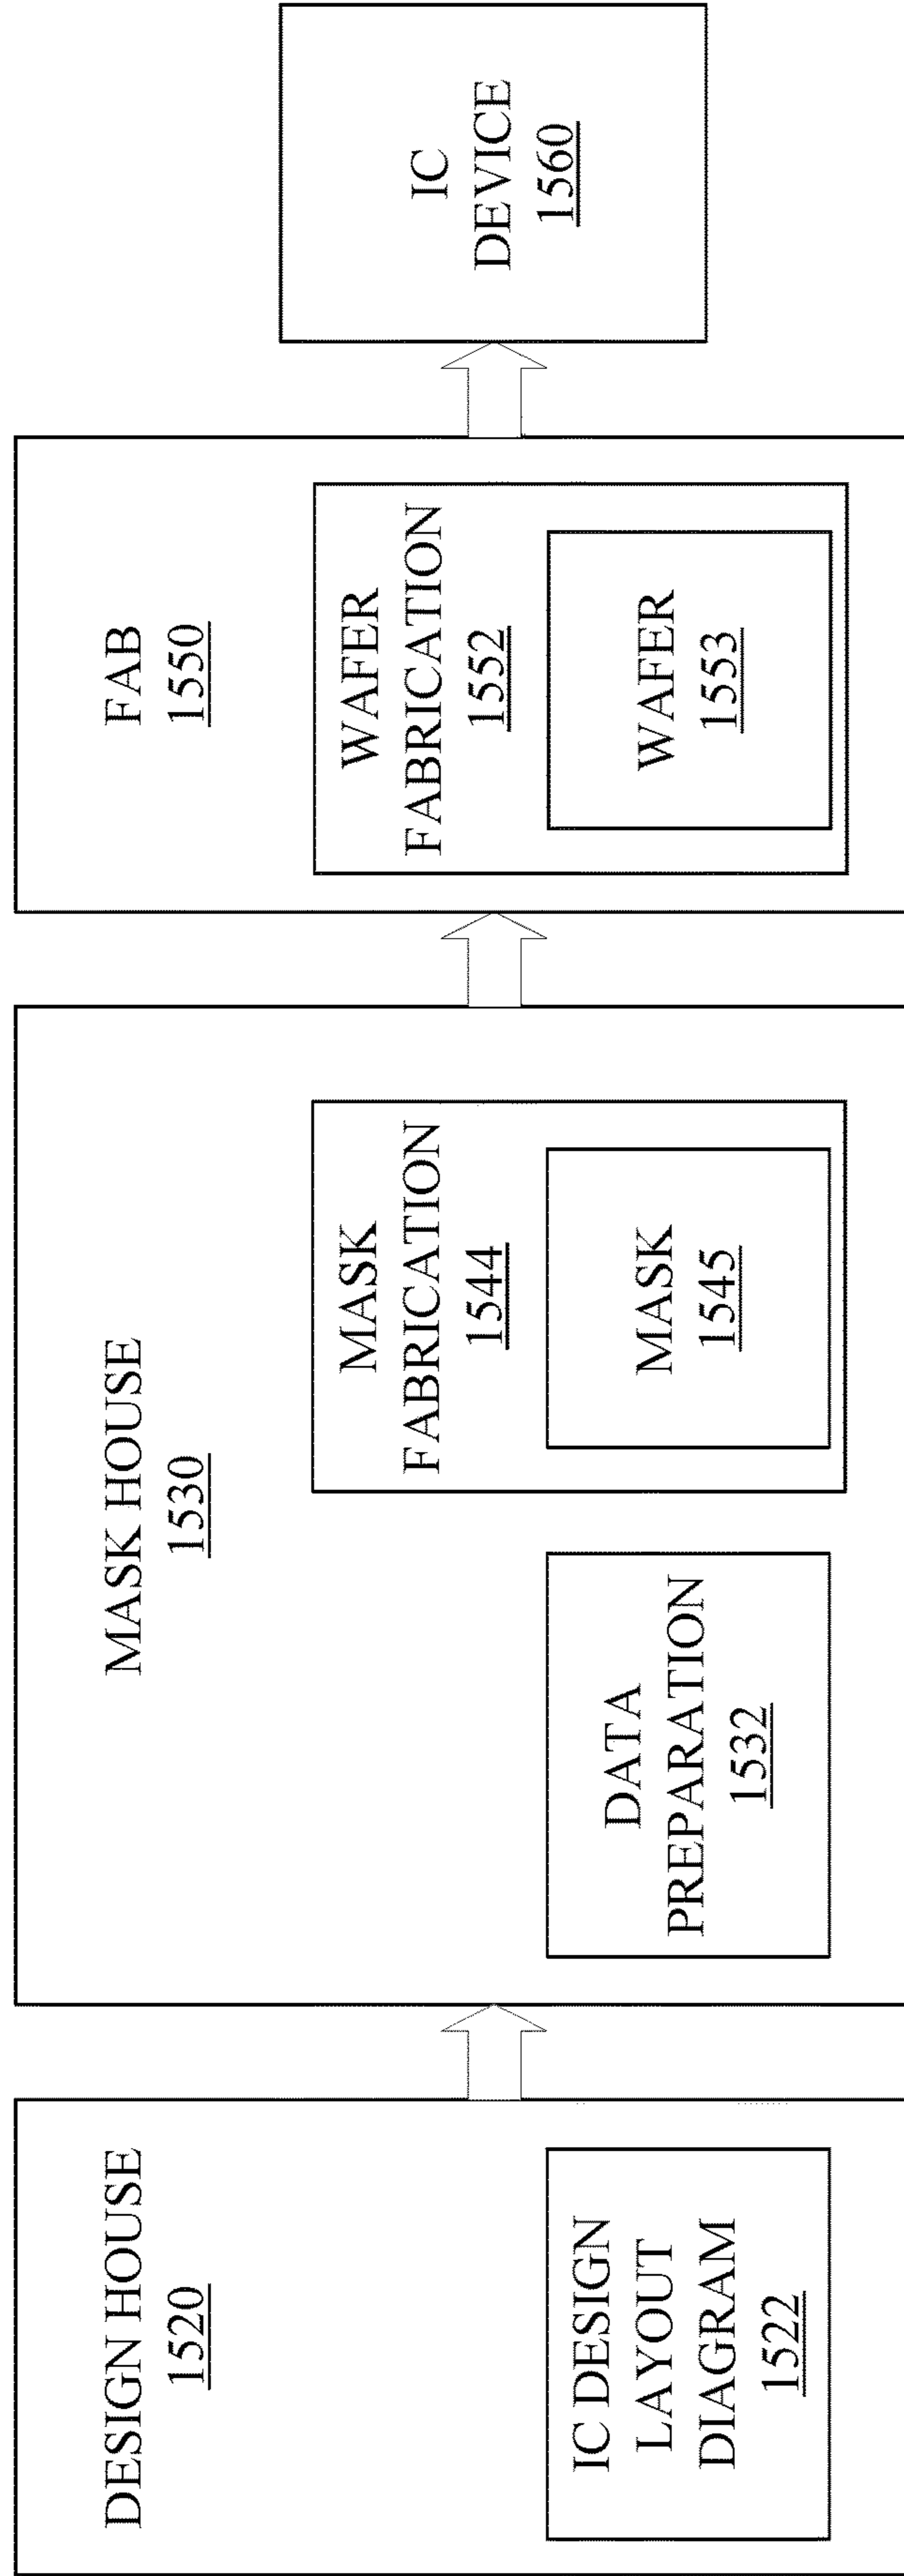 DESIGN HOUSE
1520
IC DESIGN
LAYOUT
DIAGRAM
1522
MASK HOUSE
1530
DATA
PREPARATION
1532
MASK
FABRICATION
1544
MASK
1545
FAB
1550
WAFER
FABRICATION
1552
WAFER
1553
IC
DEVICE
1560